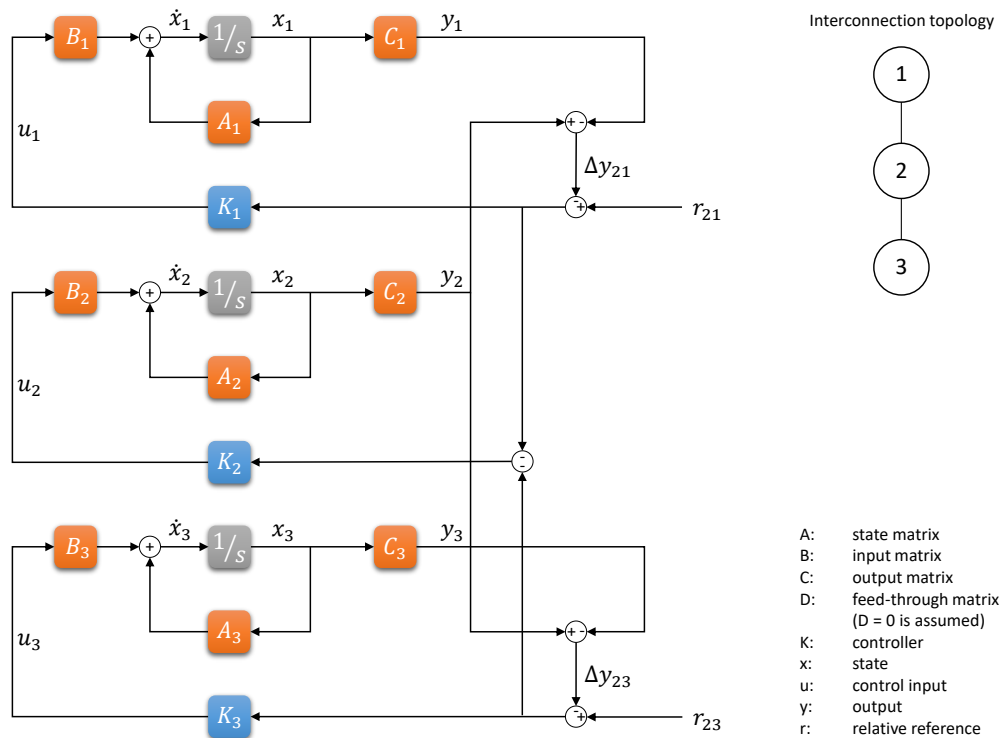 Interconnection topology
1
2
3
B₁
+
ẋ₁
1/s
x₁
C₁
y₁
A₁
u₁
+ -
Δy₂₁
K₁
- +
r₂₁
B₂
+
ẋ₂
1/s
x₂
C₂
y₂
A₂
u₂
K₂
- -
B₃
+
ẋ₃
1/s
x₃
C₃
y₃
A₃
u₃
+ -
Δy₂₃
K₃
- +
r₂₃
A: state matrix
B: input matrix
C: output matrix
D: feed-through matrix
(D = 0 is assumed)
K: controller
x: state
u: control input
y: output
r: relative reference